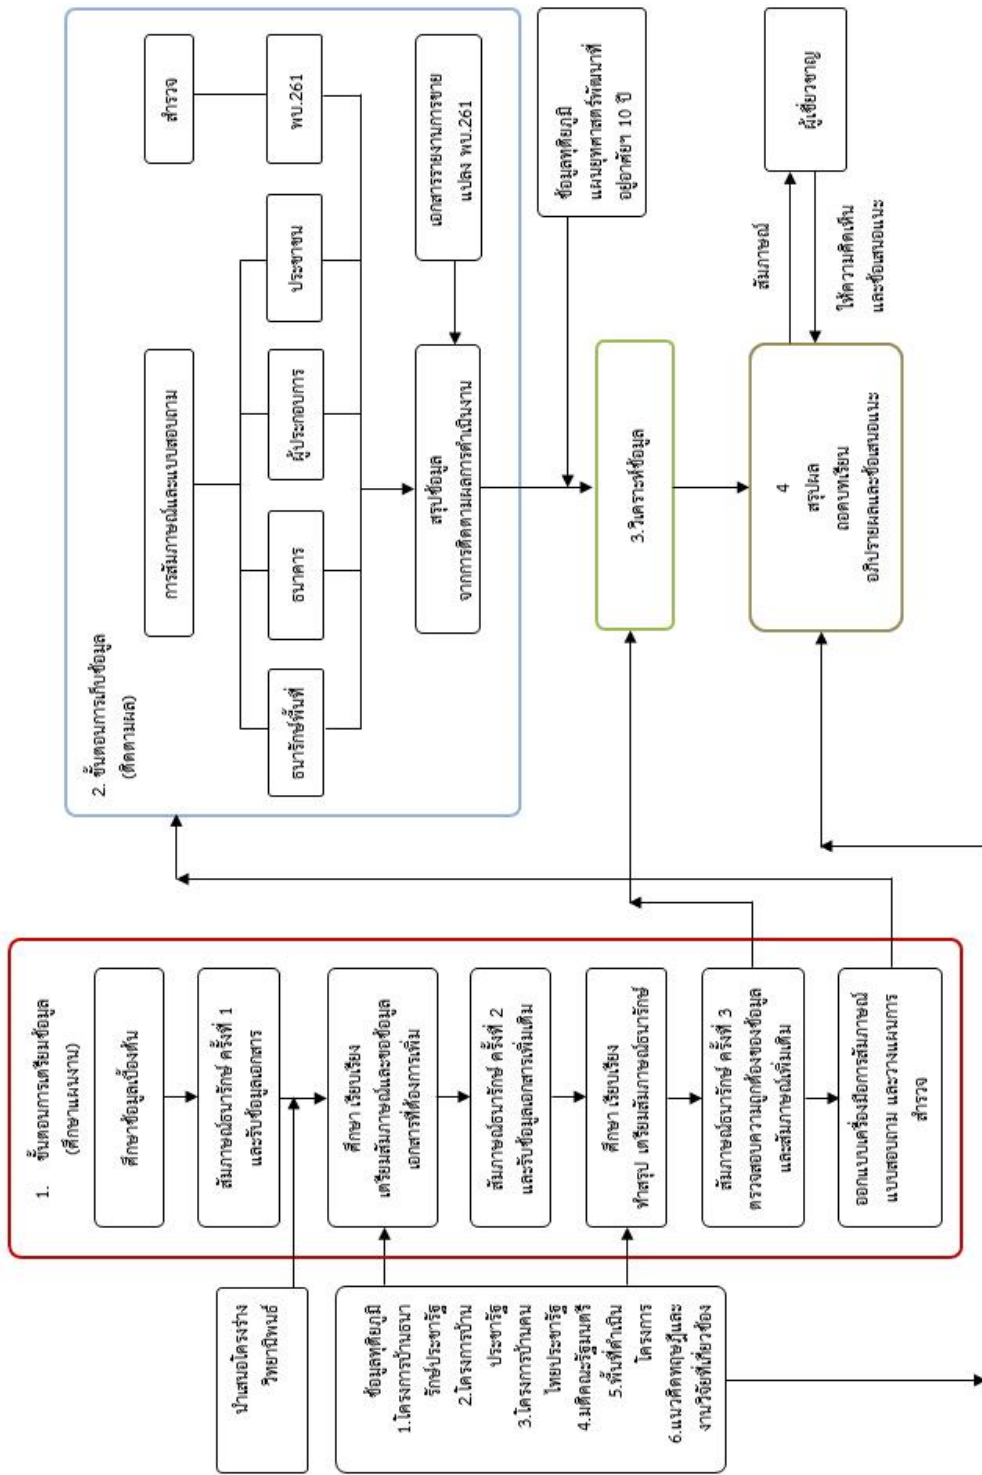 นำเสนอโครงร่าง
วิทยานิพนธ์
ข้อมูลทุติยภูมิ
1.โครงการบ้านธนา
รักษ์ประชารัฐ
2.โครงการบ้าน
ประชารัฐ
3.โครงการบ้านคน
ไทยประชารัฐ
4.มติคณะรัฐมนตรี
5.พื้นที่ดำเนิน
โครงการ
6.แนวคิดทฤษฎีและ
งานวิจัยที่เกี่ยวข้อง
1. ขั้นตอนการเตรียมข้อมูล
(ศึกษาแผนงาน)
ศึกษาข้อมูลเบื้องต้น
สัมภาษณ์ธนารักษ์ ครั้งที่ 1
และรับข้อมูลเอกสาร
ศึกษา เรียบเรียง
เตรียมสัมภาษณ์และขอข้อมูล
เอกสารที่ต้องการเพิ่ม
สัมภาษณ์ธนารักษ์ ครั้งที่ 2
และรับข้อมูลเอกสารเพิ่มเติม
ศึกษา เรียบเรียง
ทำสรุป เตรียมสัมภาษณ์ธนารักษ์
สัมภาษณ์ธนารักษ์ ครั้งที่ 3
ตรวจสอบความถูกต้องของข้อมูล
และสัมภาษณ์เพิ่มเติม
ออกแบบเครื่องมือการสัมภาษณ์
แบบสอบถาม และวางแผนการ
สำรวจ
2. ขั้นตอนการเก็บข้อมูล
(ติดตามผล)
การสัมภาษณ์และแบบสอบถาม
สำรวจ
ธนารักษ์พื้นที่
ธนาคาร
ผู้ประกอบการ
ประชาชน
พบ.261
สรุปข้อมูล
จากการติดตามผลการดำเนินงาน
เอกสารรายงานการขาย
แปลง พบ.261
ข้อมูลทุติยภูมิ
แผนยุทศาสตร์พัฒนาที่
อยู่อาศัยฯ 10 ปี
3.วิเคราะห์ข้อมูล
4
สรุปผล
ถอดบทเรียน
อภิปรายผลและข้อเสนอแนะ
สัมภาษณ์
ให้ความคิดเห็น
และข้อเสนอแนะ
ผู้เชี่ยวชาญ